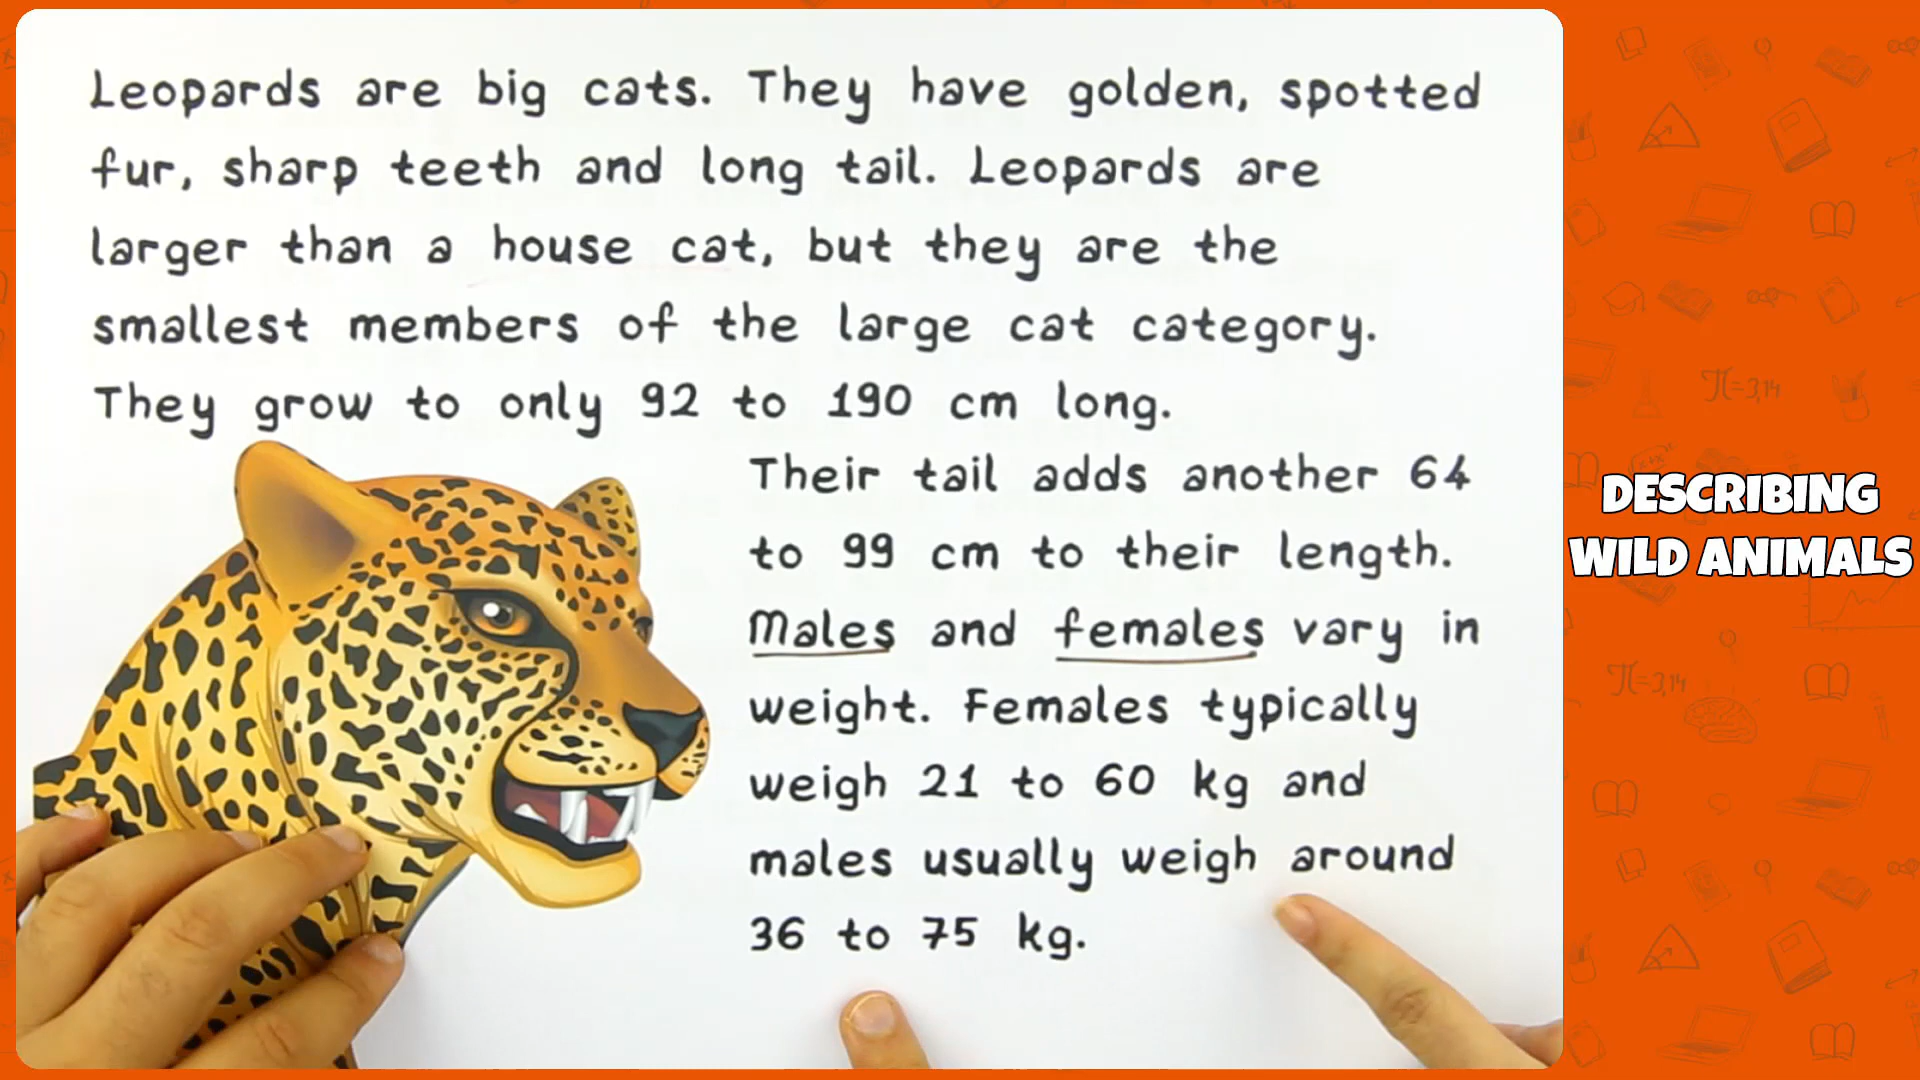 Leopards are big cats. They have golden, spotted
fur, sharp teeth and long tail. Leopards are
larger than a house cat, but they are the
smallest members of the large cat category.
They grow to only 92 to 190 cm long.
Their tail adds another 64
to 99 cm to their length.
Males and females vary in
weight. Females typically
weigh 21 to 60 kg and
males usually weigh around
36 to 75 kg.
DESCRIBING
WILD ANIMALS
π=3,14
π=3,14